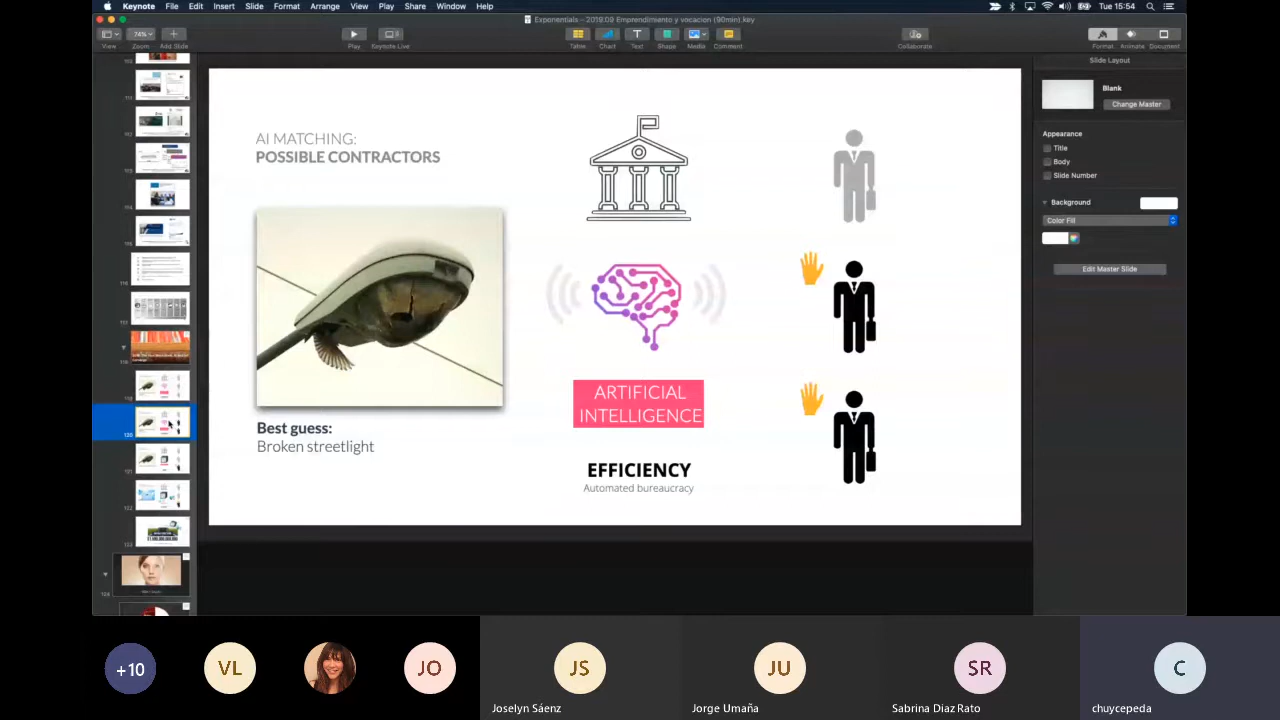 Keynote File Edit Insert Slide Format Arrange View Play Share Window Help
Tue 15:54
Exponentials - 2019.09 Emprendimiento y vocacion (90min).key
74%
View Zoom Add Slide
Play Keynote Live
Table Chart Text Shape Media Comment
Collaborate
Format Animate Document
Slide Layout
Blank
Change Master
Appearance
Title
Body
Slide Number
Background
Color Fill
Edit Master Slide
AI MATCHING:
POSSIBLE CONTRACTORS
Best guess:
Broken streetlight
ARTIFICIAL
INTELLIGENCE
EFFICIENCY
Automated bureaucracy
120
+10
VL
JO
JS
JU
SR
C
Joselyn Sáenz
Jorge Umaña
Sabrina Diaz Rato
chuycepeda